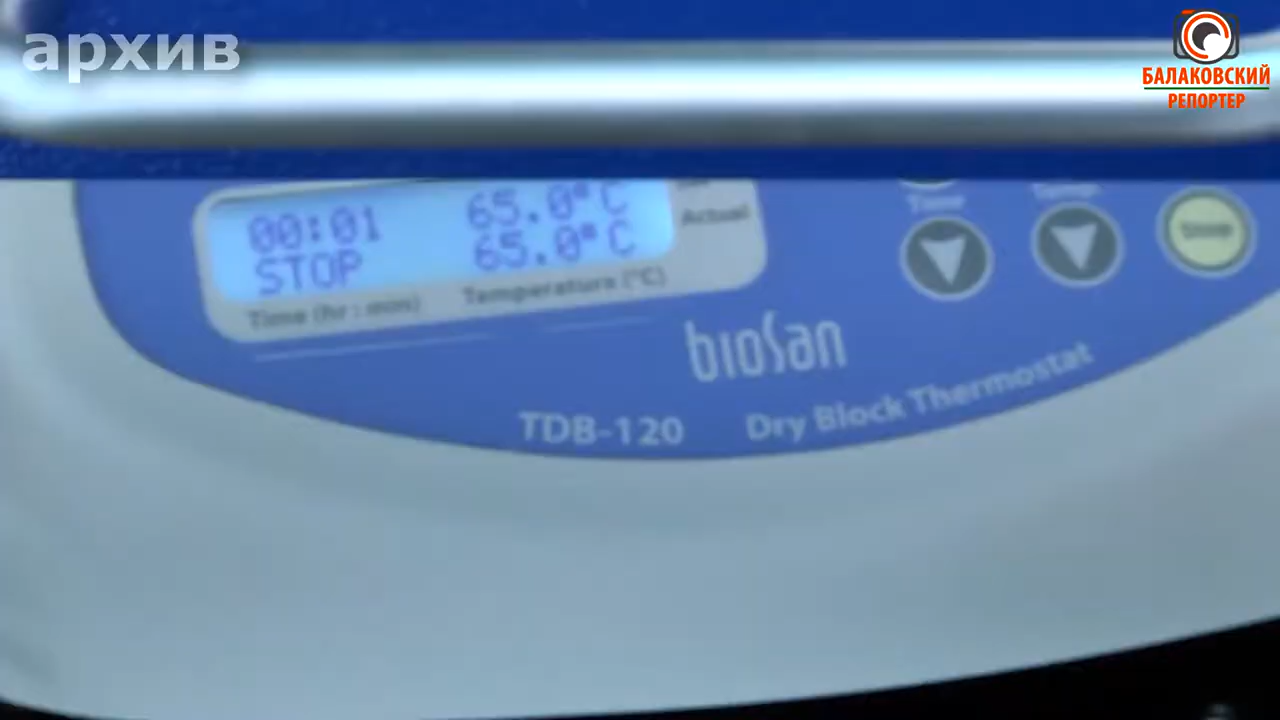 архив
БАЛАКОВСКИЙ
РЕПОРТЕР
00:01 65.0°C
STOP 65.0°C
Actual
Time (hr : min) Temperature (°C)
Time
Stop
bioSan
TDB-120 Dry Block Thermostat